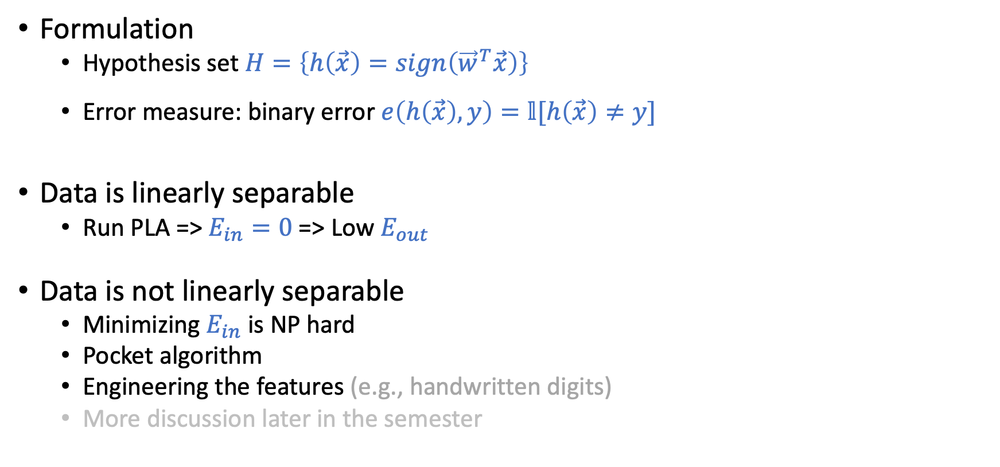 • Formulation
• Hypothesis set $H = \{h(\vec{x}) = sign(\vec{w}^T\vec{x})\}$
• Error measure: binary error $e(h(\vec{x}), y) = \mathbb{I}[h(\vec{x}) \neq y]$
• Data is linearly separable
• Run PLA => $E_{in} = 0$ => Low $E_{out}$
• Data is not linearly separable
• Minimizing $E_{in}$ is NP hard
• Pocket algorithm
• Engineering the features (e.g., handwritten digits)
• More discussion later in the semester